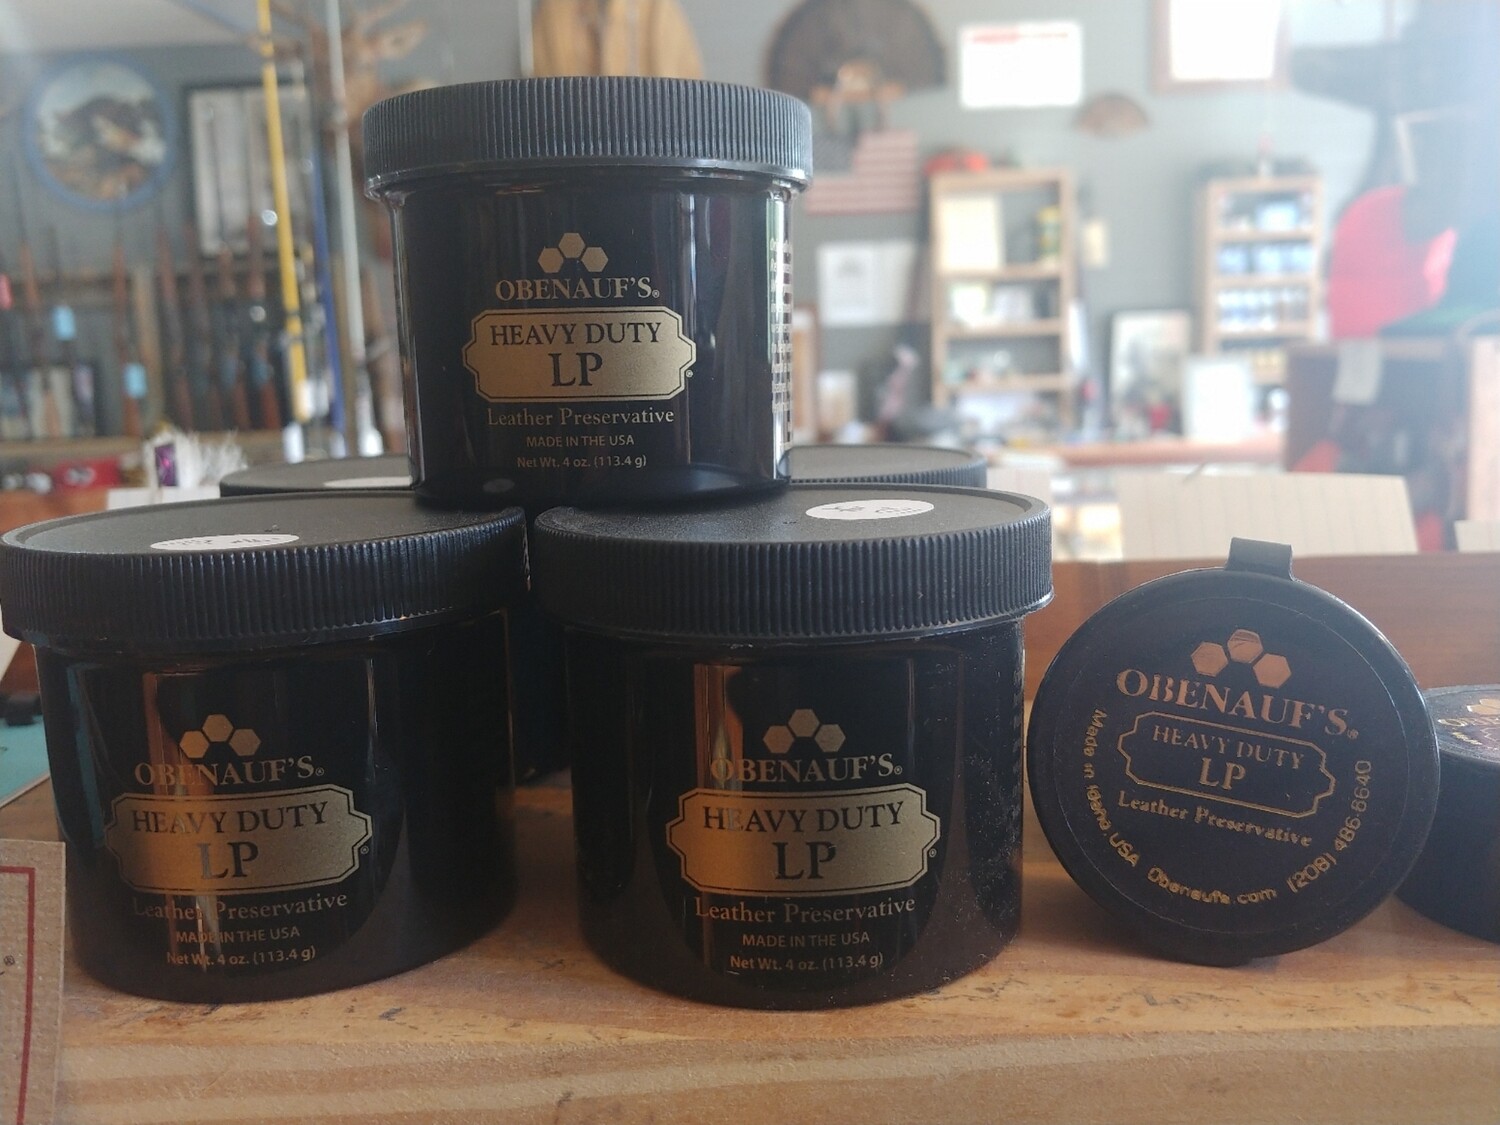 OBENAUF'S®
HEAVY DUTY
LP
Leather Preservative
MADE IN THE USA
Net Wt. 4 oz. (113.4 g)
OBENAUF'S®
HEAVY DUTY
LP
Leather Preservative
MADE IN THE USA
Net Wt. 4 oz. (113.4 g)
OBENAUF'S®
HEAVY DUTY
LP
Leather Preservative
MADE IN THE USA
Net Wt. 4 oz. (113.4 g)
OBENAUF'S®
HEAVY DUTY
LP
Leather Preservative
Made in Idaho USA Obenaufs.com (208) 486-6640